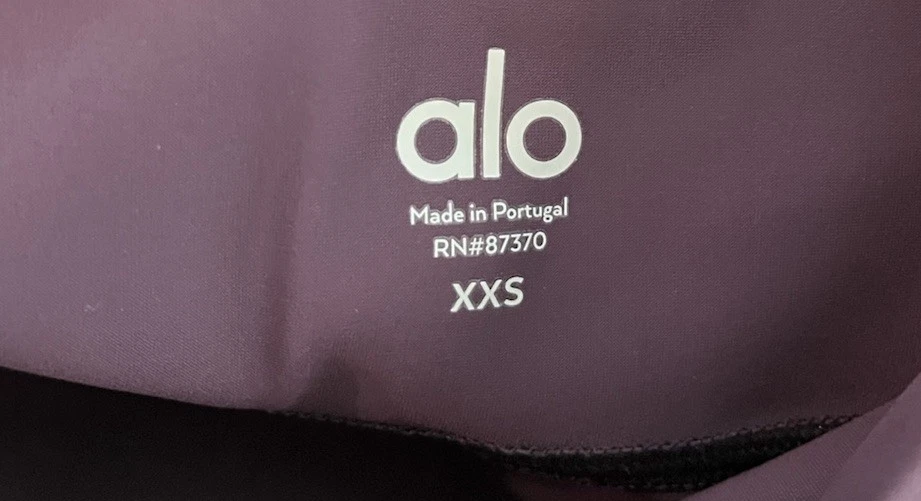 alo
Made in Portugal
RN#87370
XXS